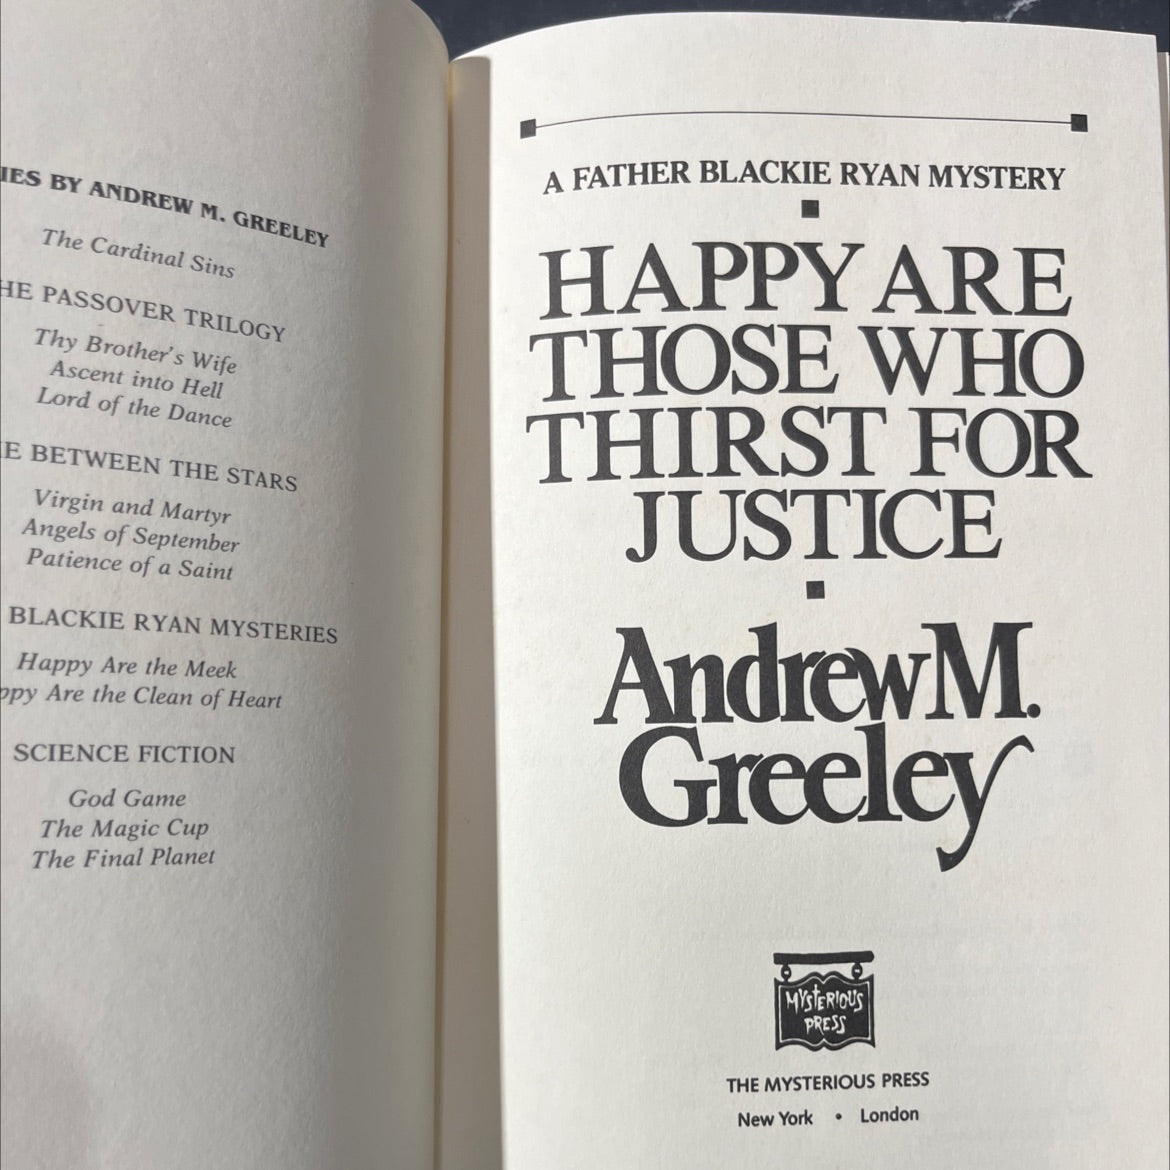 BY ANDREW M. GREELEY
The Cardinal Sins
PASSOVER TRILOGY
Thy Brother's Wife
Ascent into Hell
Lord of the Dance
BETWEEN THE STARS
Virgin and Martyr
Angels of September
Patience of a Saint
BLACKIE RYAN MYSTERIES
Happy Are the Meek
Are the Clean of Heart
SCIENCE FICTION
God Game
The Magic Cup
The Final Planet
A FATHER BLACKIE RYAN MYSTERY
HAPPY ARE
THOSE WHO
THIRST FOR
JUSTICE
Andrew M.
Greeley
MYSTERIOUS
PRESS
THE MYSTERIOUS PRESS
New York • London